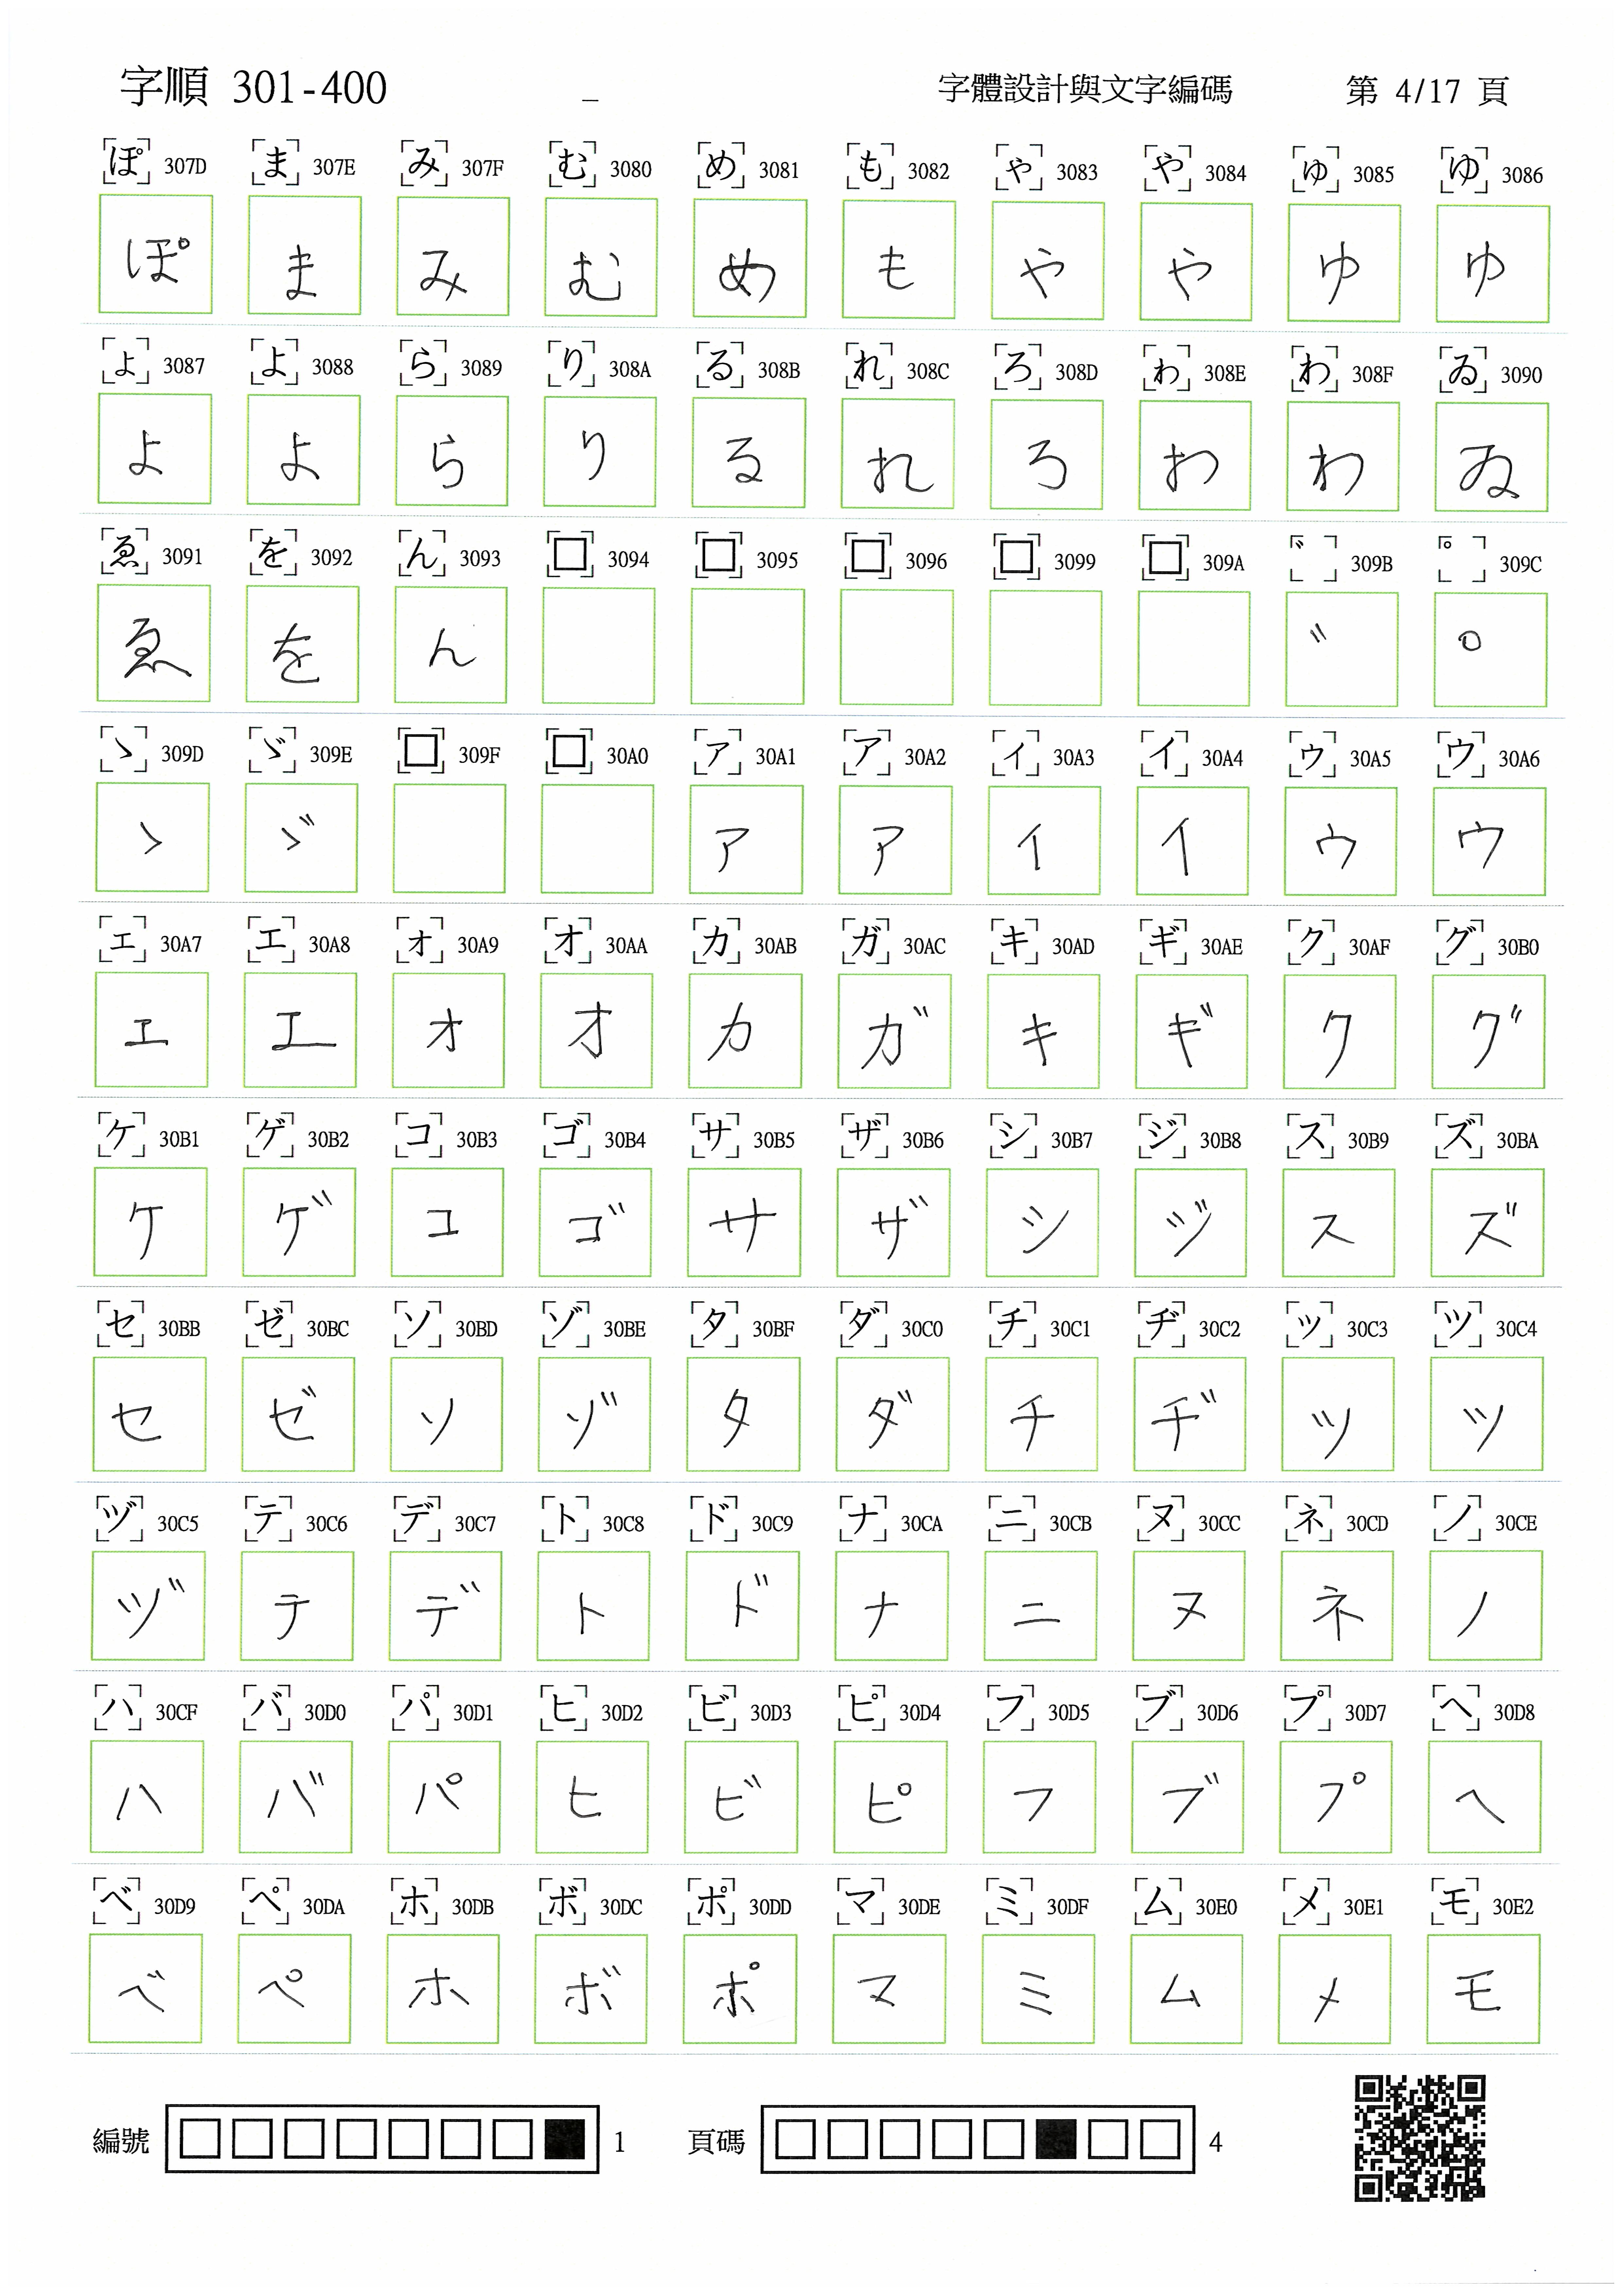 字順 301-400 _ 字體設計與文字編碼 第 4/17 頁
ぽ 307D ま 307E み 307F む 3080 め 3081 も 3082 ゃ 3083 や 3084 ゅ 3085 ゆ 3086
ぽ ま み む め も ゃ や ゅ ゆ
ょ 3087 よ 3088 ら 3089 り 308A る 308B れ 308C ろ 308D ゎ 308E わ 308F ゐ 3090
ょ よ ら り る れ ろ ゎ わ ゐ
ゑ 3091 を 3092 ん 3093 □ 3094 □ 3095 □ 3096 □ 3099 □ 309A ゛ 309B ゜ 309C
ゑ を ん ゛ ゜
ゝ 309D ゞ 309E □ 309F □ 30A0 ァ 30A1 ア 30A2 ィ 30A3 イ 30A4 ゥ 30A5 ウ 30A6
ゝ ゞ ァ ア ィ イ ゥ ウ
ェ 30A7 エ 30A8 ォ 30A9 オ 30AA カ 30AB ガ 30AC キ 30AD ギ 30AE ク 30AF グ 30B0
ェ エ ォ オ カ ガ キ ギ ク グ
ケ 30B1 ゲ 30B2 コ 30B3 ゴ 30B4 サ 30B5 ザ 30B6 シ 30B7 ジ 30B8 ス 30B9 ズ 30BA
ケ ゲ コ ゴ サ ザ シ ジ ス ズ
セ 30BB ゼ 30BC ソ 30BD ゾ 30BE タ 30BF ダ 30C0 チ 30C1 ヂ 30C2 ッ 30C3 ツ 30C4
セ ゼ ソ ゾ タ ダ チ ヂ ッ ツ
ヅ 30C5 テ 30C6 デ 30C7 ト 30C8 ド 30C9 ナ 30CA ニ 30CB ヌ 30CC ネ 30CD ノ 30CE
ヅ テ デ ト ド ナ ニ ヌ ネ ノ
ハ 30CF バ 30D0 パ 30D1 ヒ 30D2 ビ 30D3 ピ 30D4 フ 30D5 ブ 30D6 プ 30D7 ヘ 30D8
ハ バ パ ヒ ビ ピ フ ブ プ ヘ
ベ 30D9 ペ 30DA ホ 30DB ボ 30DC ポ 30DD マ 30DE ミ 30DF ム 30E0 メ 30E1 モ 30E2
ベ ペ ホ ボ ポ マ ミ ム メ モ
編號 □□□□□□□■ 1 頁碼 □□□□□■□□ 4